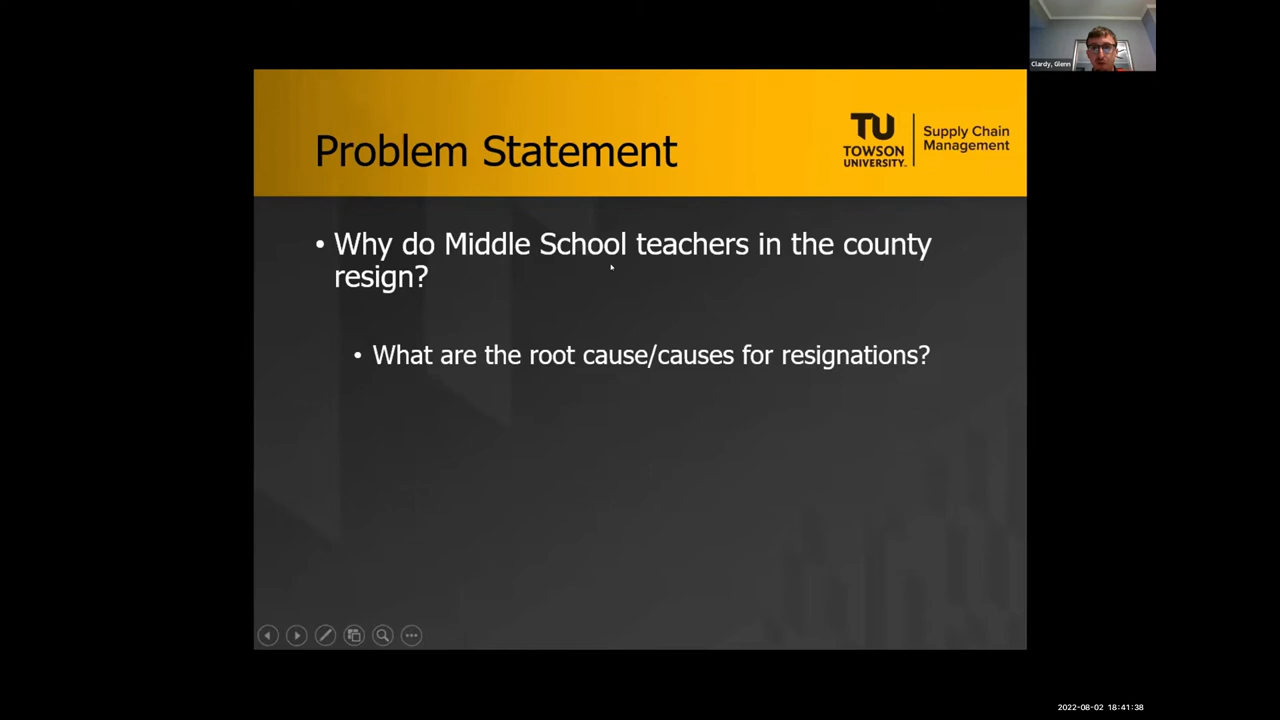 Clardy, Glenn
Problem Statement
TU
TOWSON
UNIVERSITY™
Supply Chain
Management
• Why do Middle School teachers in the county
resign?
• What are the root cause/causes for resignations?
2022-08-02 18:41:38